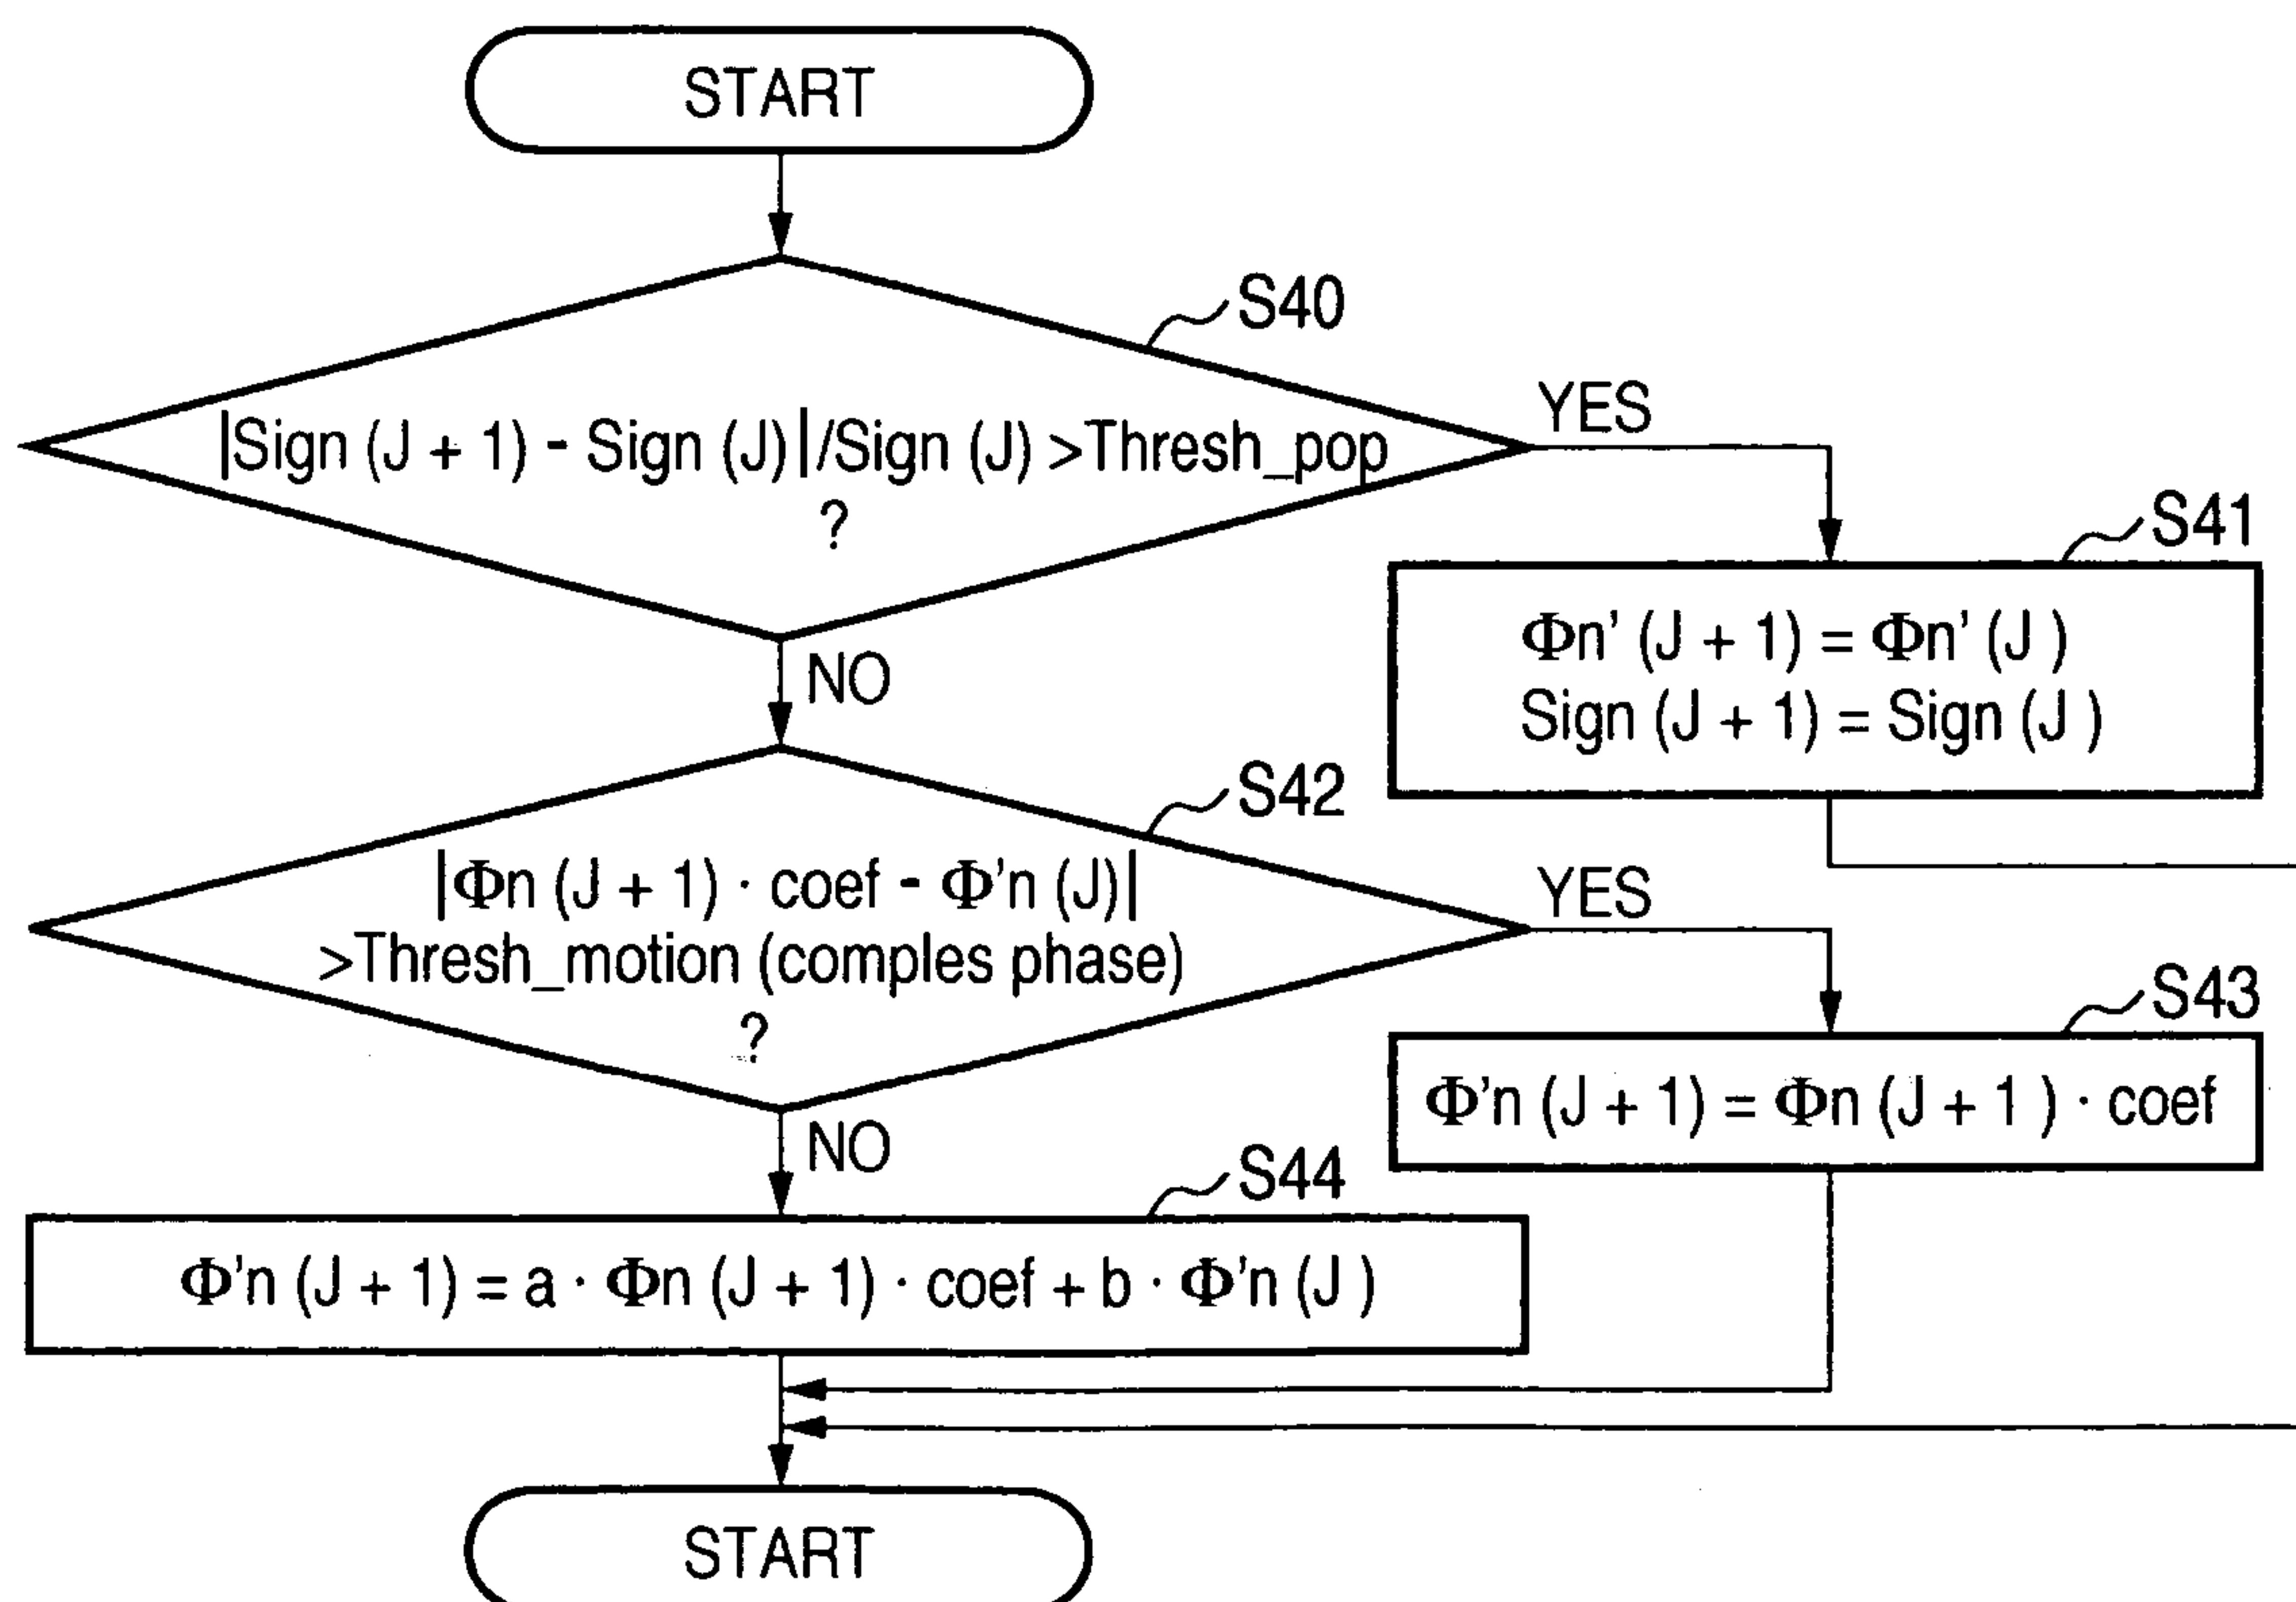 START
S40
|Sign (J + 1) - Sign (J)|/Sign (J) >Thresh_pop
?
YES
S41
Φn’ (J + 1) = Φn’ (J )
Sign (J + 1) = Sign (J )
NO
S42
|Φn (J + 1) · coef - Φ’n (J)|
>Thresh_motion (comples phase)
?
YES
S43
Φ’n (J + 1) = Φn (J + 1 ) · coef
NO
S44
Φ’n (J + 1) = a · Φn (J + 1) · coef + b · Φ’n (J )
START